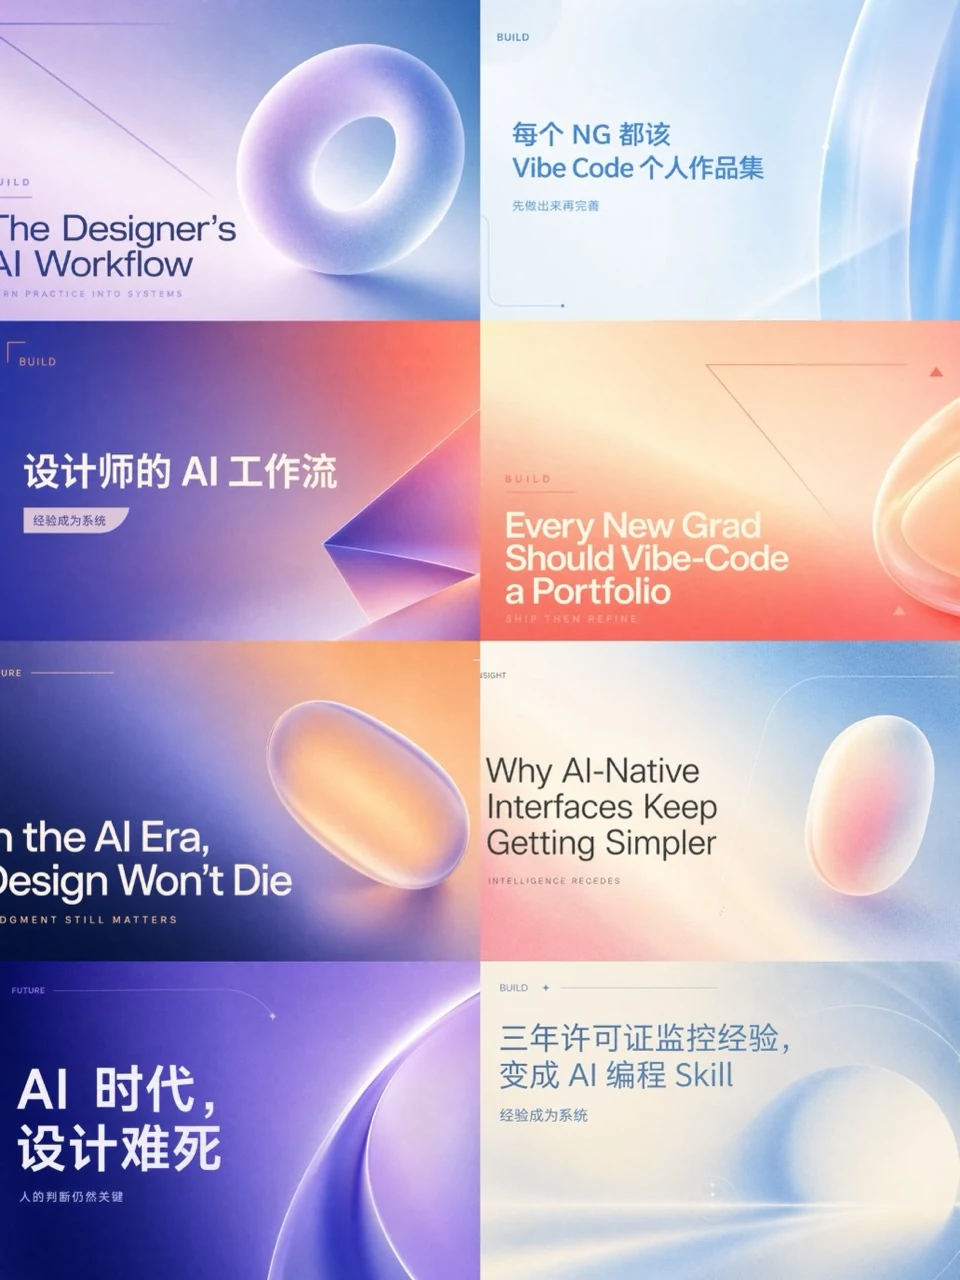 UILD
The Designer's
AI Workflow
RN PRACTICE INTO SYSTEMS
BUILD
每个 NG 都该
Vibe Code 个人作品集
先做出来再完善
BUILD
设计师的 AI 工作流
经验成为系统
BUILD
Every New Grad
Should Vibe-Code
a Portfolio
SHIP THEN REFINE
URE
n the AI Era,
Design Won't Die
DGMENT STILL MATTERS
NSIGHT
Why AI-Native
Interfaces Keep
Getting Simpler
INTELLIGENCE RECEDES
FUTURE
AI 时代，
设计难死
人的判断仍然关键
BUILD
三年许可证监控经验，
变成 AI 编程 Skill
经验成为系统